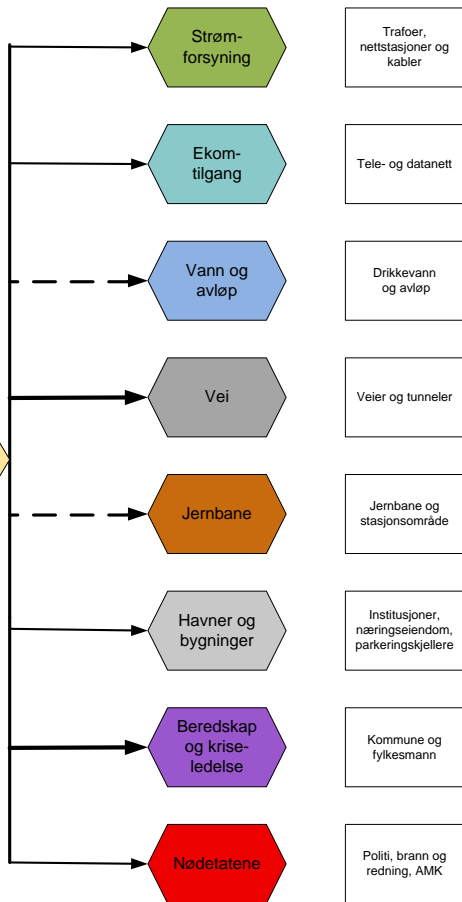 Strøm-
forsyning
Trafoer,
nettstasjoner og
kabler
Ekom-
tilgang
Tele- og datanett
Vann og
avløp
Drikkevann
og avløp
Vei
Veier og tunneler
Jernbane
Jernbane og
stasjonsområde
Havner og
bygninger
Institusjoner,
næringseiendom,
parkeringskjellere
Beredskap
og krise-
ledelse
Kommune og
fylkesmann
Nødetatene
Politi, brann og
redning, AMK